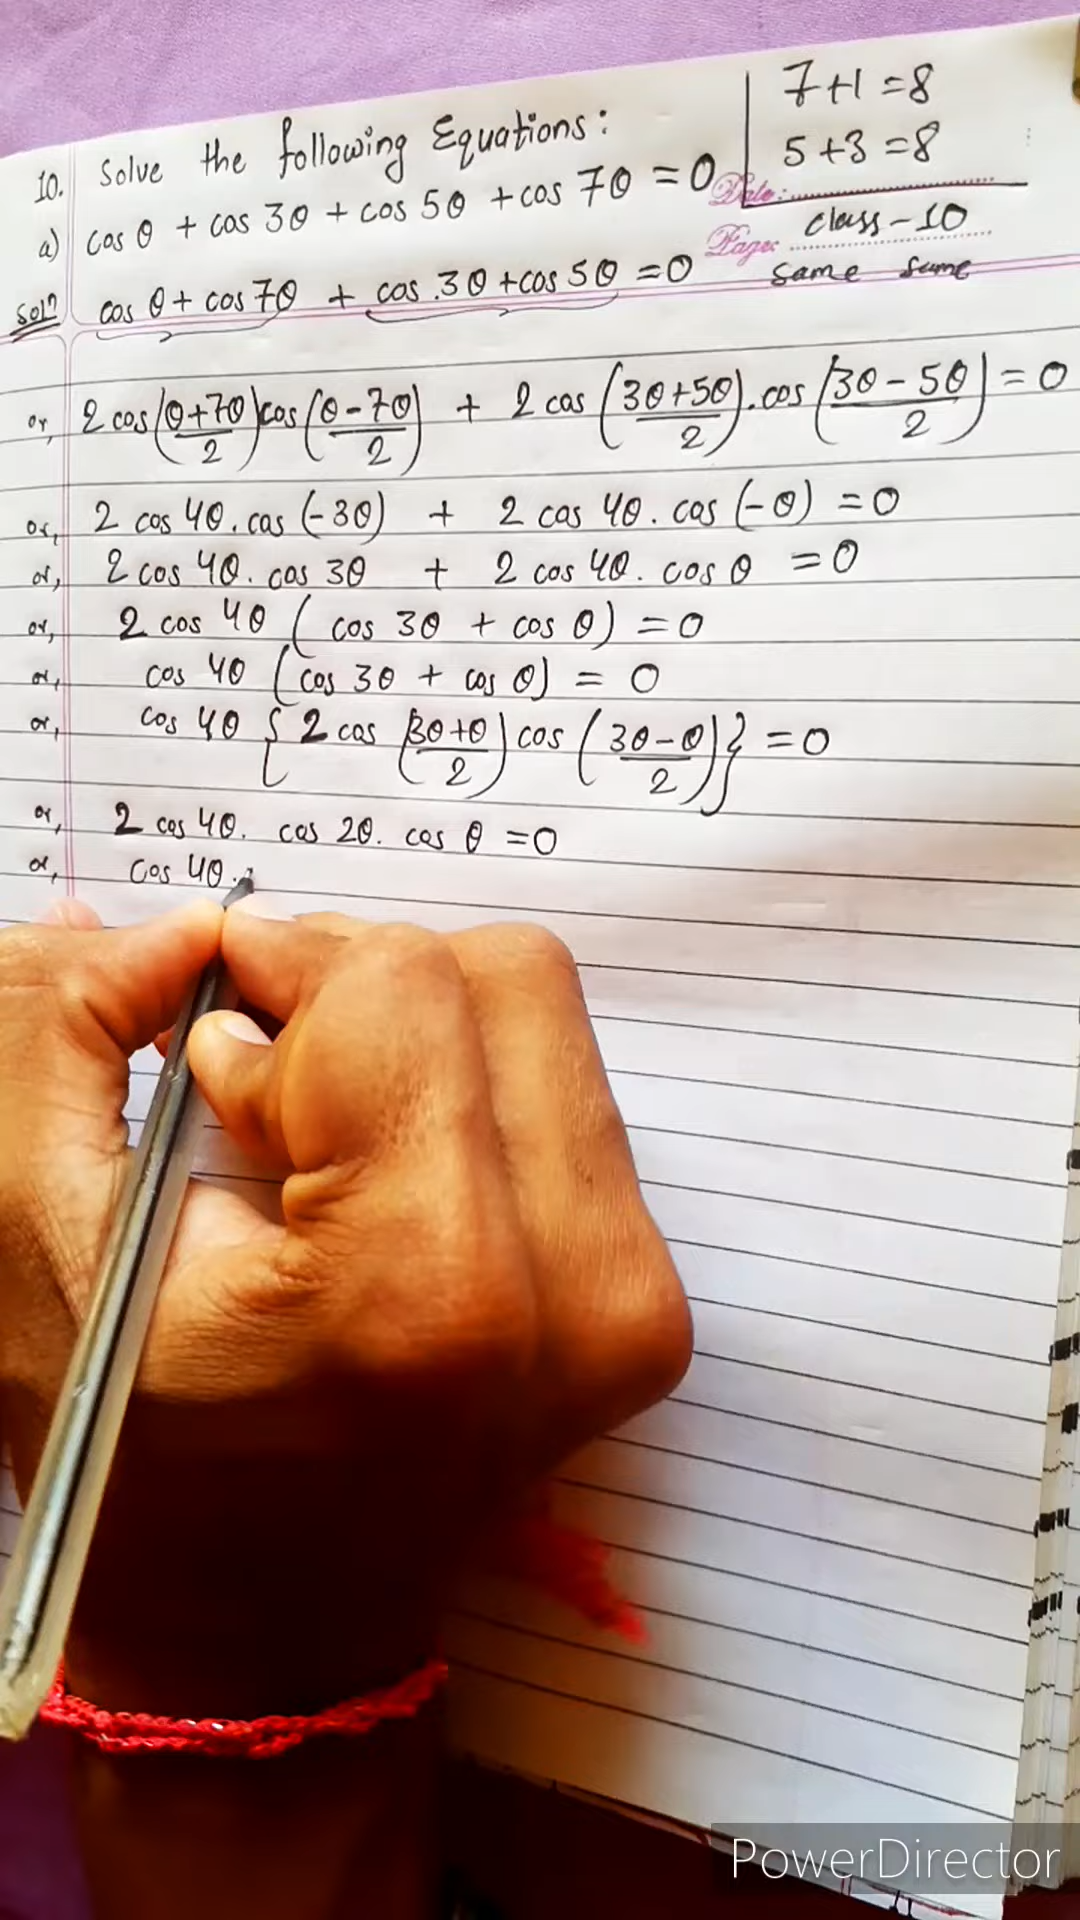 7+1 =8
5+3 =8
Date:
class-10
Page:
same same
10. Solve the following Equations:
a) cos θ + cos 3θ + cos 5θ + cos 7θ = 0
Solⁿ cos θ + cos 7θ + cos .3θ + cos 5θ = 0
or, 2 cos (θ+7θ/2) cos (θ-7θ/2) + 2 cos (3θ+5θ/2) . cos (3θ-5θ/2) = 0
or, 2 cos 4θ . cos (-3θ) + 2 cos 4θ . cos (-θ) = 0
or, 2 cos 4θ . cos 3θ + 2 cos 4θ . cos θ = 0
or, 2 cos 4θ ( cos 3θ + cos θ ) = 0
or, cos 4θ ( cos 3θ + cos θ ) = 0
or, cos 4θ { 2 cos (3θ+θ/2) cos (3θ-θ/2) } = 0
or, 2 cos 4θ . cos 2θ . cos θ = 0
or, cos 4θ .
PowerDirector